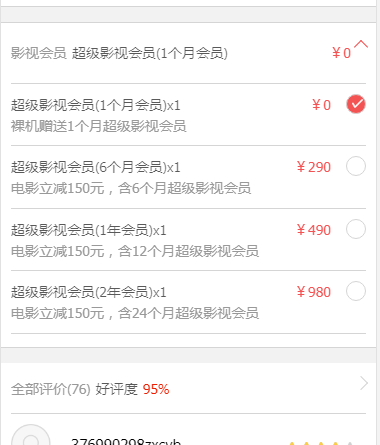 影视会员 超级影视会员(1个月会员) ￥0
超级影视会员(1个月会员)x1 ￥0
裸机赠送1个月超级影视会员
超级影视会员(6个月会员)x1 ￥290
电影立减150元，含6个月超级影视会员
超级影视会员(1年会员)x1 ￥490
电影立减150元，含12个月超级影视会员
超级影视会员(2年会员)x1 ￥980
电影立减150元，含24个月超级影视会员
全部评价(76) 好评度 95%
376990298zxcvb